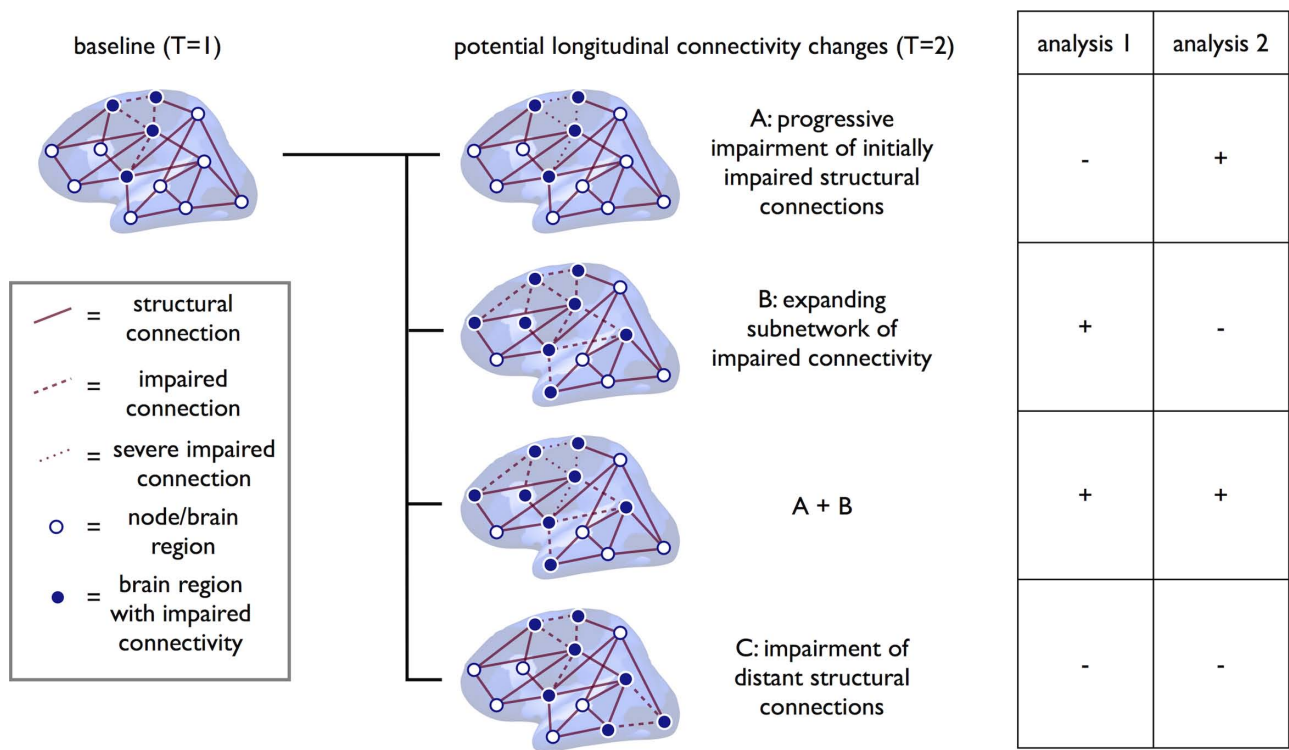 baseline (T=1)
potential longitudinal connectivity changes (T=2)
analysis 1
analysis 2
A: progressive
impairment of initially
impaired structural
connections
-
+
B: expanding
subnetwork of
impaired connectivity
+
-
A + B
+
+
C: impairment of
distant structural
connections
-
-
= structural
connection
= impaired
connection
= severe impaired
connection
= node/brain
region
= brain region
with impaired
connectivity